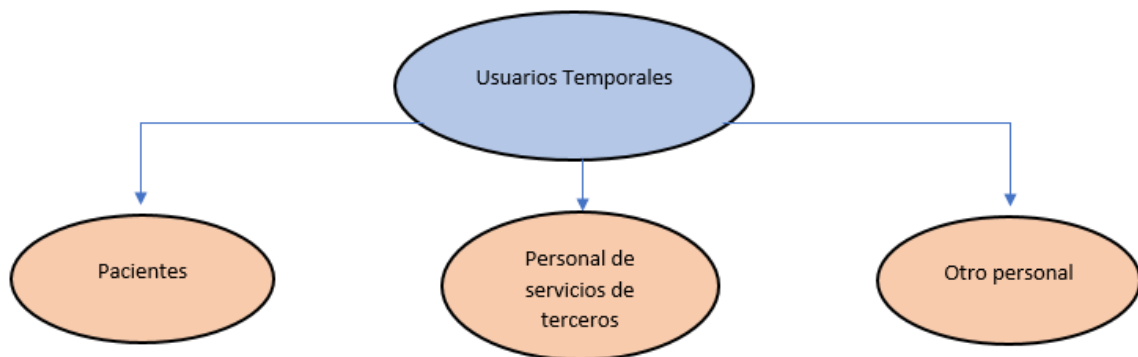 Usuarios Temporales
Pacientes
Personal de
servicios de
terceros
Otro personal